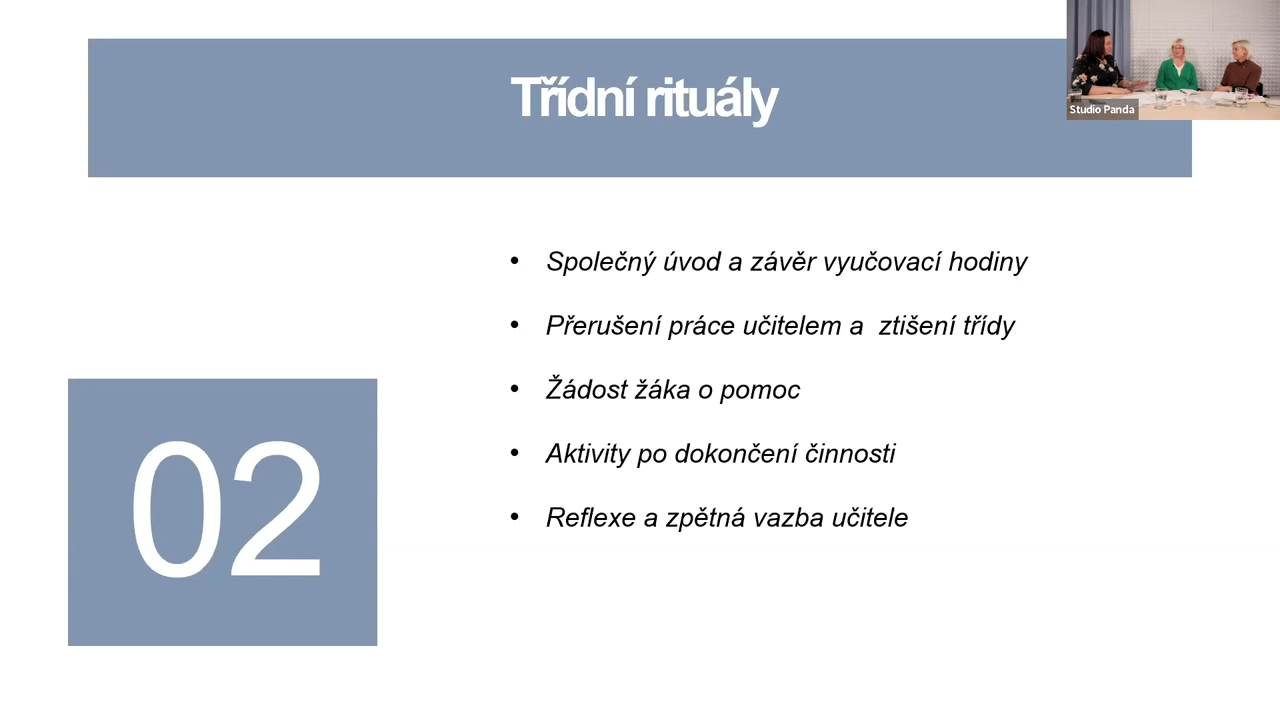 Třídní rituály
Studio Panda
• Společný úvod a závěr vyučovací hodiny
• Přerušení práce učitelem a  ztišení třídy
• Žádost žáka o pomoc
• Aktivity po dokončení činnosti
• Reflexe a zpětná vazba učitele
02